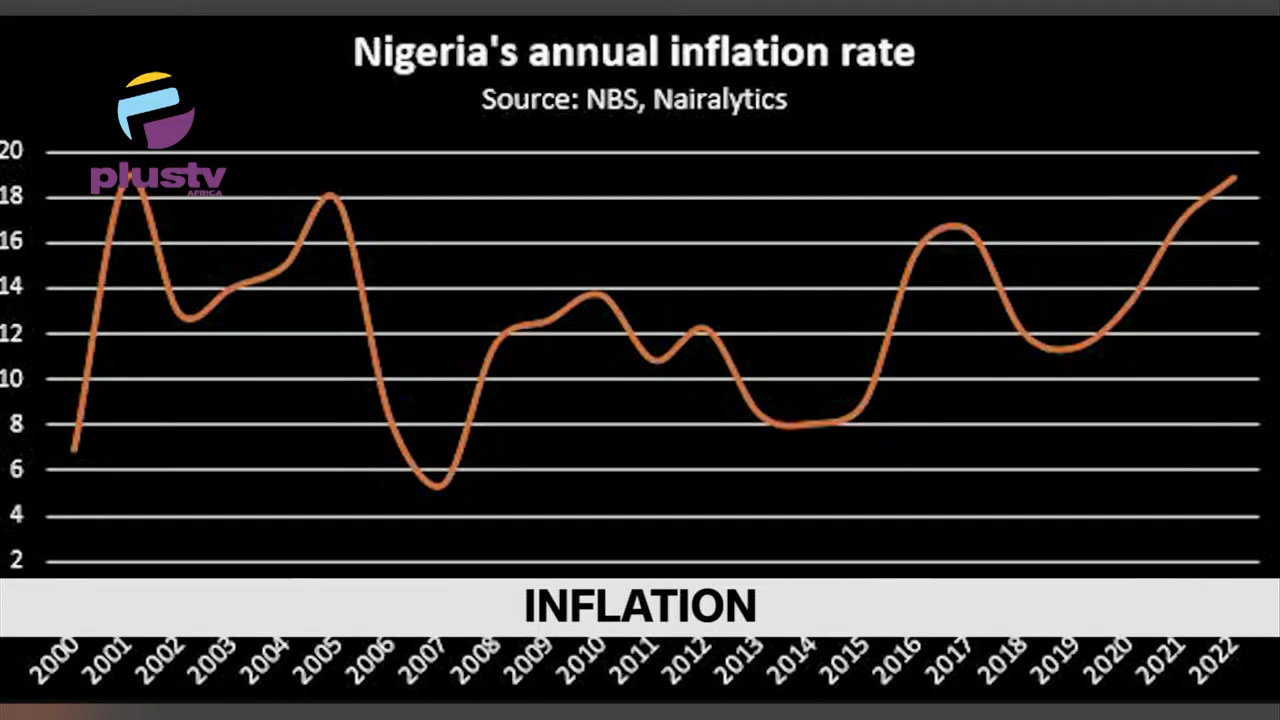 Nigeria's annual inflation rate
Source: NBS, Nairalytics
plustv
AFRICA
20
18
16
14
12
10
8
6
4
2
INFLATION
2000 2001 2002 2003 2004 2005 2006 2007 2008 2009 2010 2011 2012 2013 2014 2015 2016 2017 2018 2019 2020 2021 2022